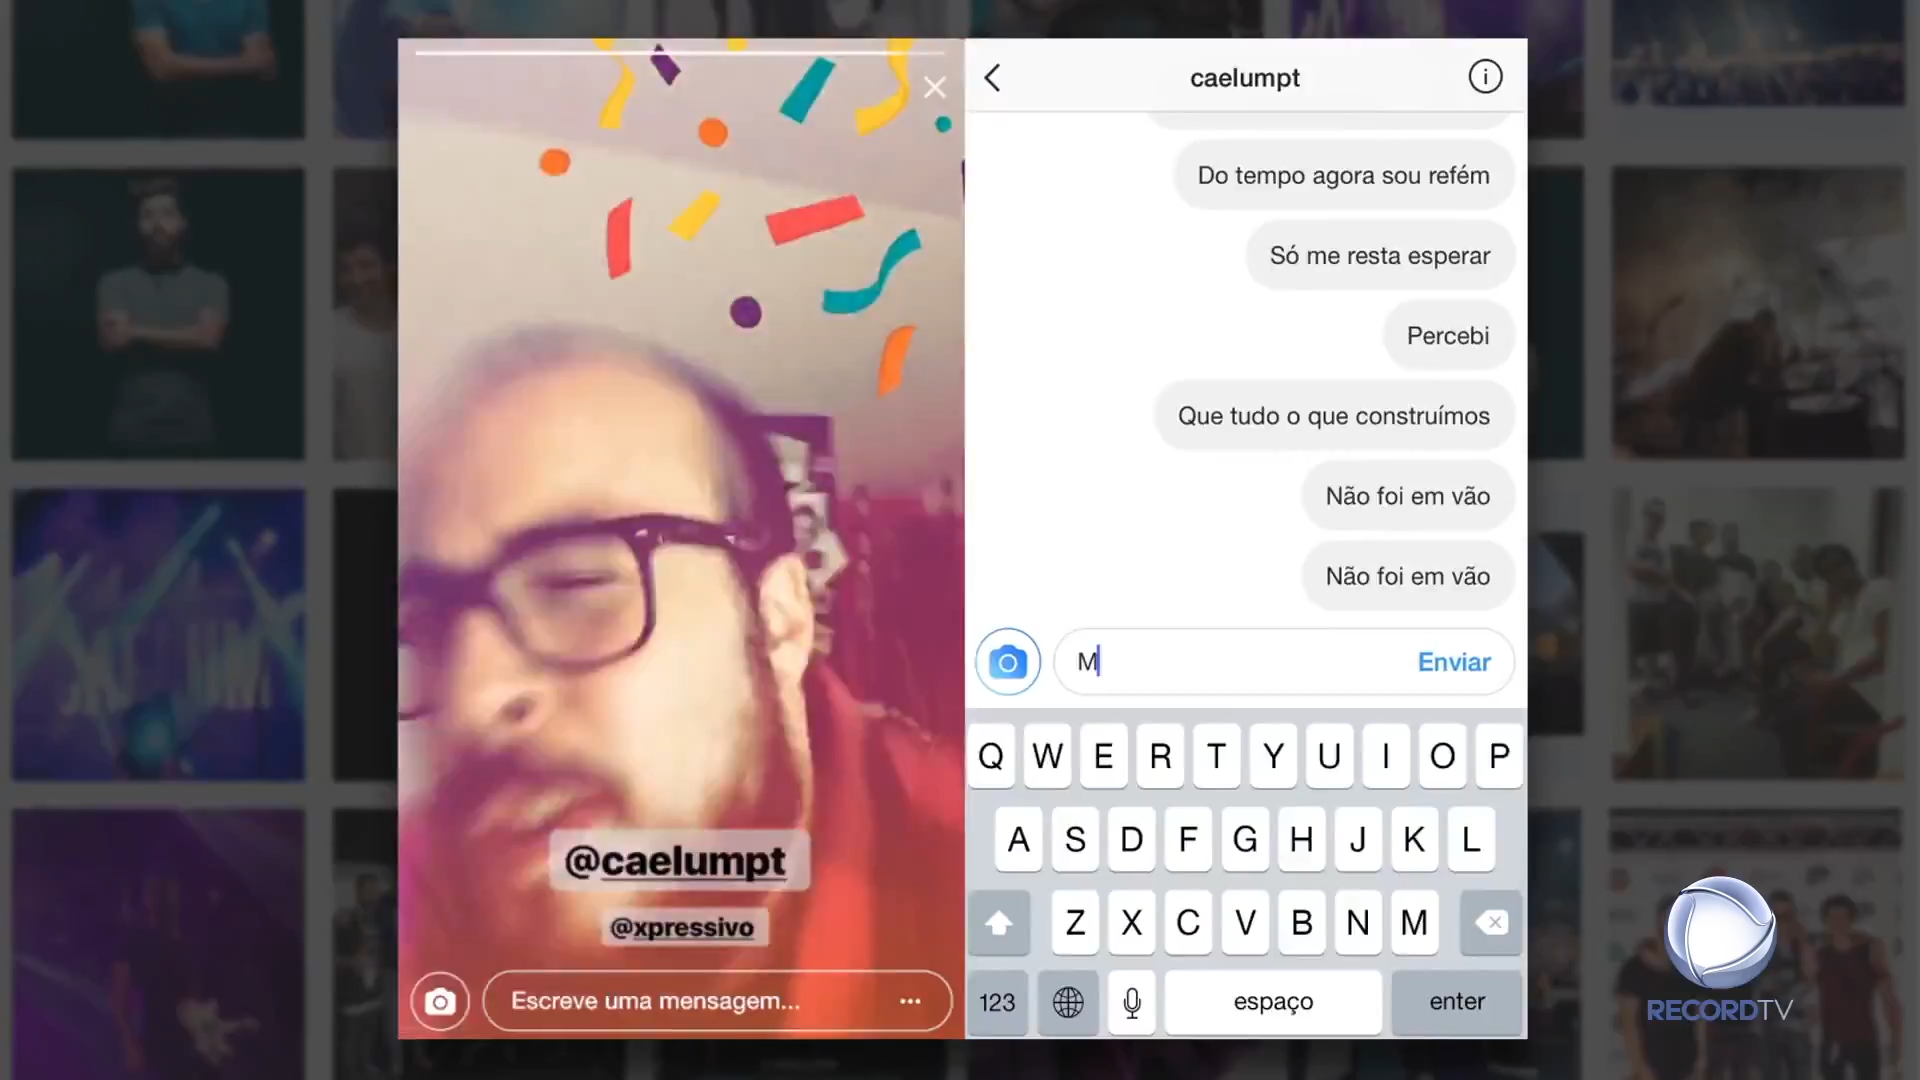 @caelumpt
@xpressivo
Escreve uma mensagem...
caelumpt
Do tempo agora sou refém
Só me resta esperar
Percebi
Que tudo o que construímos
Não foi em vão
Não foi em vão
M
Enviar
Q W E R T Y U I O P
A S D F G H J K L
Z X C V B N M
123 espaço enter
RECORDTV